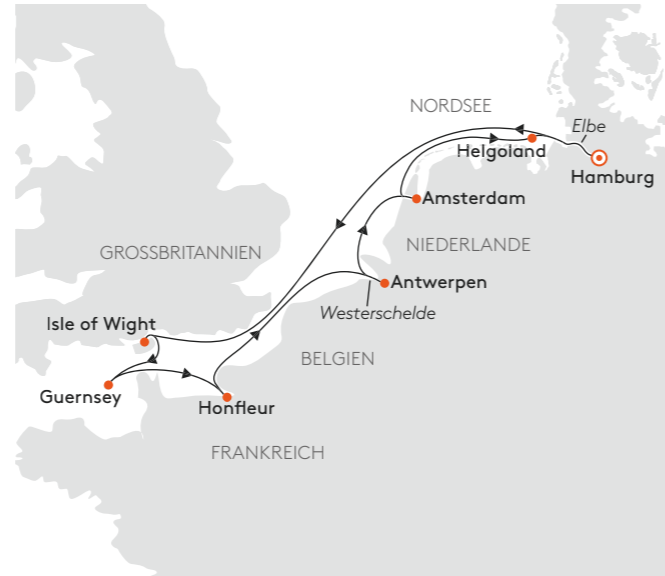 NORDSEE
Elbe
Helgoland
Hamburg
Amsterdam
NIEDERLANDE
GROSSBRITANNIEN
Antwerpen
Westerschelde
Isle of Wight
BELGIEN
Guernsey
Honfleur
FRANKREICH